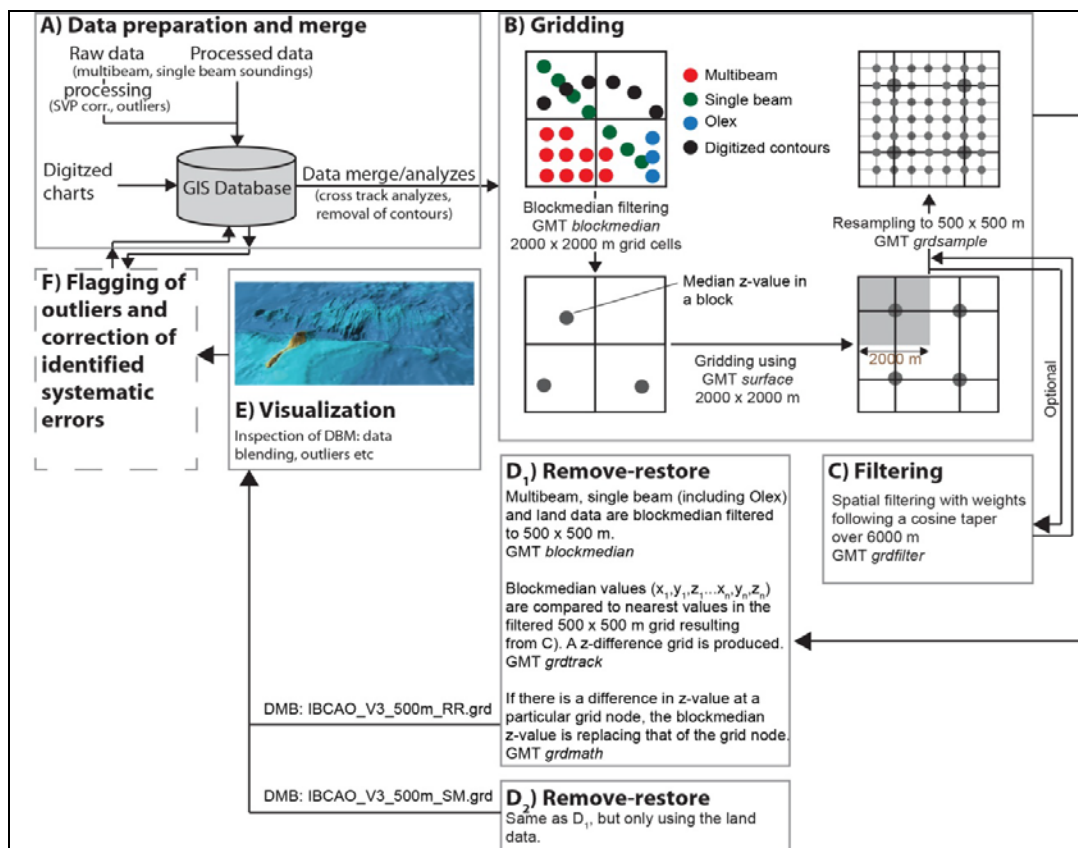 A) Data preparation and merge
Raw data
(multibeam, single beam soundings)
Processed data
processing
(SVP corr., outliers)
Digitzed
charts
GIS Database
Data merge/analyzes
(cross track analyzes,
removal of contours)
B) Gridding
Multibeam
Single beam
Olex
Digitized contours
Blockmedian filtering
GMT blockmedian
2000 x 2000 m grid cells
Resampling to 500 x 500 m
GMT grdsample
Median z-value in
a block
Gridding using
GMT surface
2000 x 2000 m
2000 m
Optional
F) Flagging of
outliers and
correction of
identified
systematic
errors
E) Visualization
Inspection of DBM: data
blending, outliers etc
D1) Remove-restore
Multibeam, single beam (including Olex)
and land data are blockmedian filtered
to 500 x 500 m.
GMT blockmedian
Blockmedian values (x1,y1,z1...xn,yn,zn)
are compared to nearest values in the
filtered 500 x 500 m grid resulting
from C). A z-difference grid is produced.
GMT grdtrack
If there is a difference in z-value at a
particular grid node, the blockmedian
z-value is replacing that of the grid node.
GMT grdmath
C) Filtering
Spatial filtering with weights
following a cosine taper
over 6000 m
GMT grdfilter
DMB: IBCAO_V3_500m_RR.grd
DMB: IBCAO_V3_500m_SM.grd
D2) Remove-restore
Same as D1, but only using the land
data.